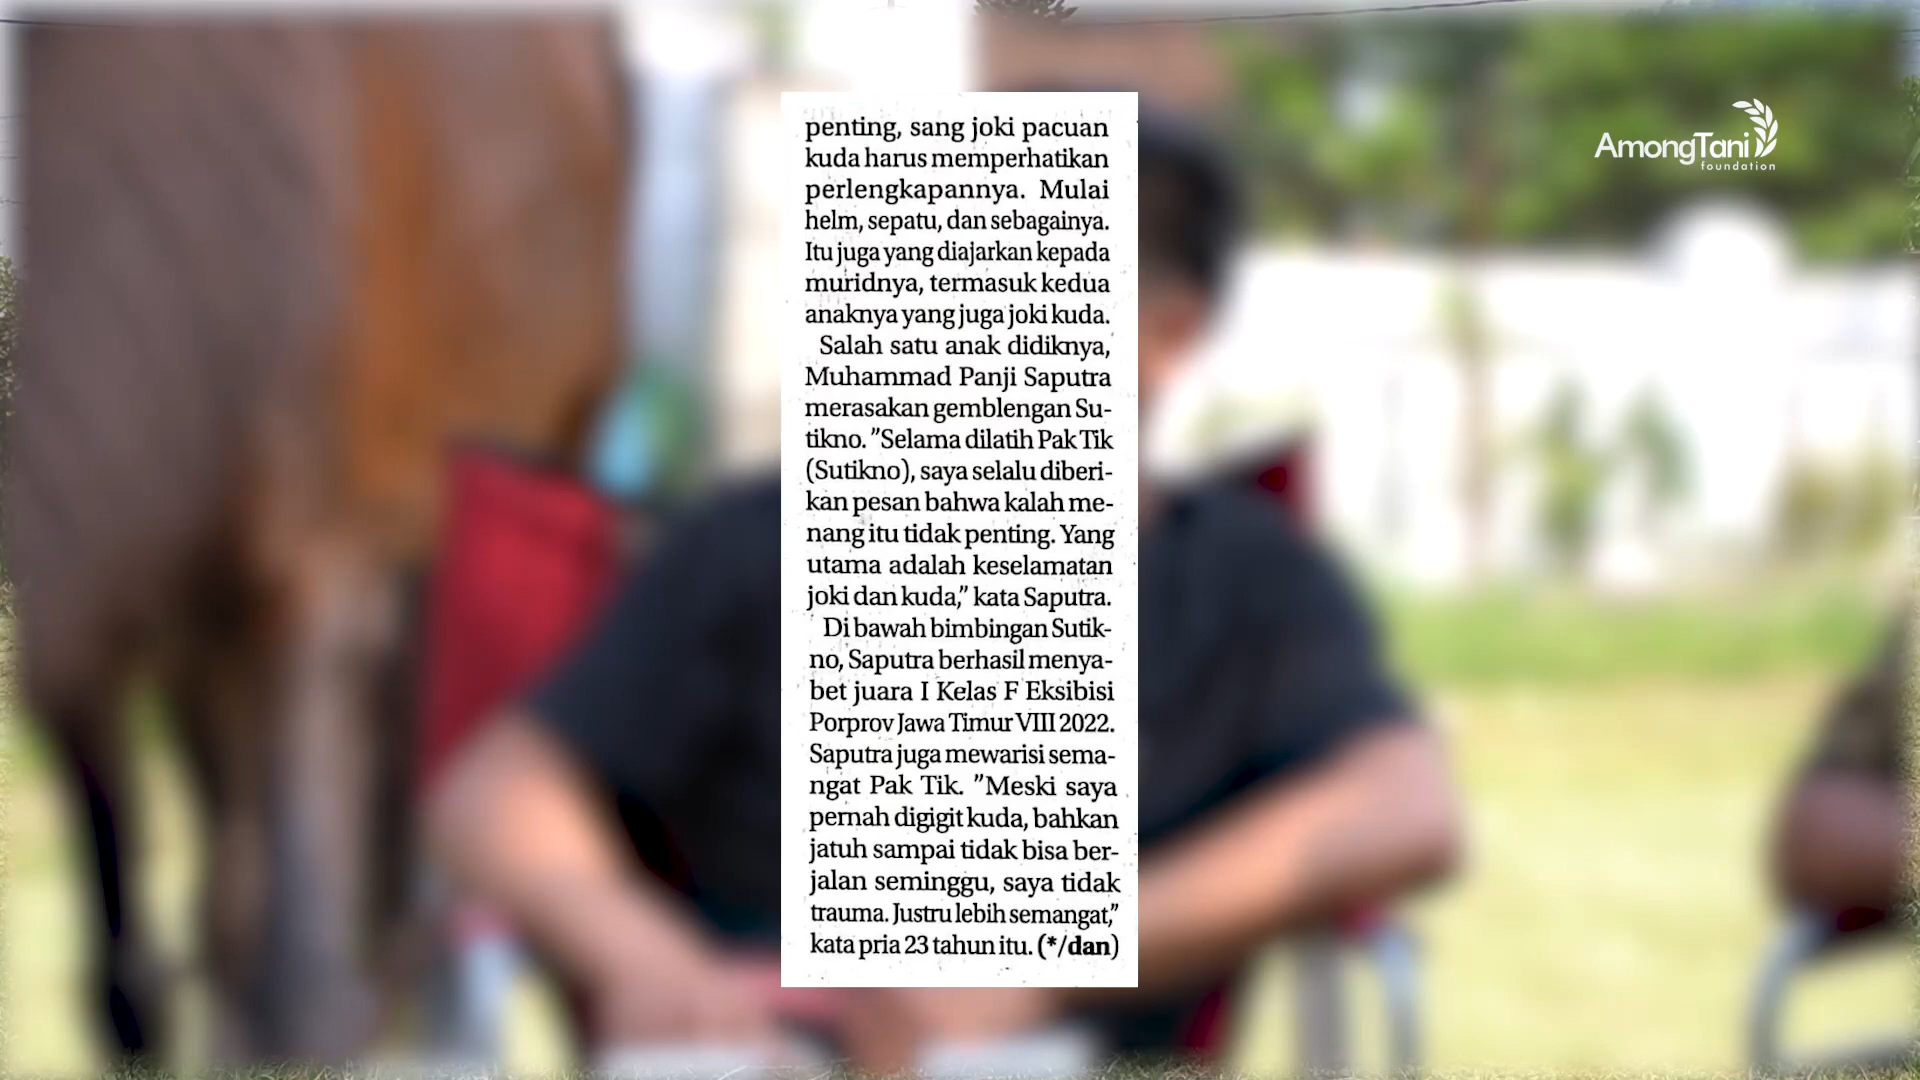 penting, sang joki pacuan
kuda harus memperhatikan
perlengkapannya. Mulai
helm, sepatu, dan sebagainya.
Itu juga yang diajarkan kepada
muridnya, termasuk kedua
anaknya yang juga joki kuda.
Salah satu anak didiknya,
Muhammad Panji Saputra
merasakan gemblengan Su-
tikno. ”Selama dilatih Pak Tik
(Sutikno), saya selalu diberi-
kan pesan bahwa kalah me-
nang itu tidak penting. Yang
utama adalah keselamatan
joki dan kuda,” kata Saputra.
Di bawah bimbingan Sutik-
no, Saputra berhasil menya-
bet juara I Kelas F Eksibisi
Porprov Jawa Timur VIII 2022.
Saputra juga mewarisi sema-
ngat Pak Tik. ”Meski saya
pernah digigit kuda, bahkan
jatuh sampai tidak bisa ber-
jalan seminggu, saya tidak
trauma. Justru lebih semangat,”
kata pria 23 tahun itu. (*/dan)
AmongTani
foundation